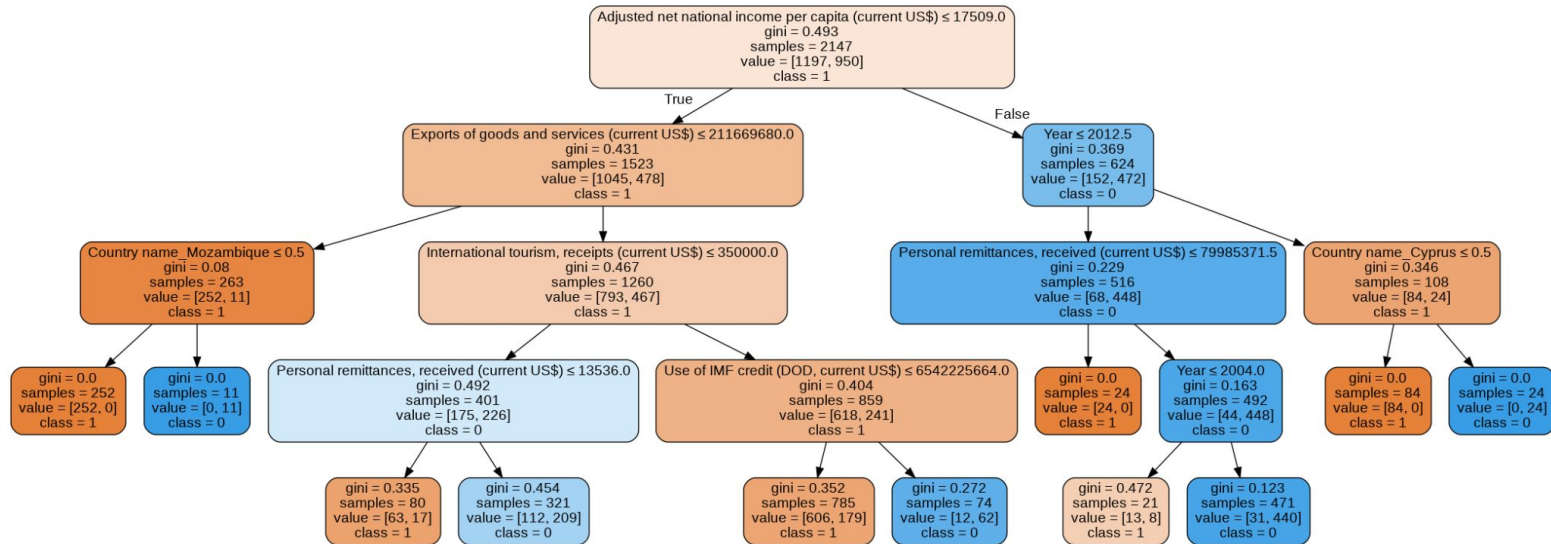 Adjusted net national income per capita (current US$) ≤ 17509.0
gini = 0.493
samples = 2147
value = [1197, 950]
class = 1
True
False
Exports of goods and services (current US$) ≤ 211669680.0
gini = 0.431
samples = 1523
value = [1045, 478]
class = 1
Year ≤ 2012.5
gini = 0.369
samples = 624
value = [152, 472]
class = 0
Country name_Mozambique ≤ 0.5
gini = 0.08
samples = 263
value = [252, 11]
class = 1
International tourism, receipts (current US$) ≤ 350000.0
gini = 0.467
samples = 1260
value = [793, 467]
class = 1
Personal remittances, received (current US$) ≤ 79985371.5
gini = 0.229
samples = 516
value = [68, 448]
class = 0
Country name_Cyprus ≤ 0.5
gini = 0.346
samples = 108
value = [84, 24]
class = 1
gini = 0.0
samples = 252
value = [252, 0]
class = 1
gini = 0.0
samples = 11
value = [0, 11]
class = 0
Personal remittances, received (current US$) ≤ 13536.0
gini = 0.492
samples = 401
value = [175, 226]
class = 0
Use of IMF credit (DOD, current US$) ≤ 6542225664.0
gini = 0.404
samples = 859
value = [618, 241]
class = 1
gini = 0.0
samples = 24
value = [24, 0]
class = 1
Year ≤ 2004.0
gini = 0.163
samples = 492
value = [44, 448]
class = 0
gini = 0.0
samples = 84
value = [84, 0]
class = 1
gini = 0.0
samples = 24
value = [0, 24]
class = 0
gini = 0.335
samples = 80
value = [63, 17]
class = 1
gini = 0.454
samples = 321
value = [112, 209]
class = 0
gini = 0.352
samples = 785
value = [606, 179]
class = 1
gini = 0.272
samples = 74
value = [12, 62]
class = 0
gini = 0.472
samples = 21
value = [13, 8]
class = 1
gini = 0.123
samples = 471
value = [31, 440]
class = 0